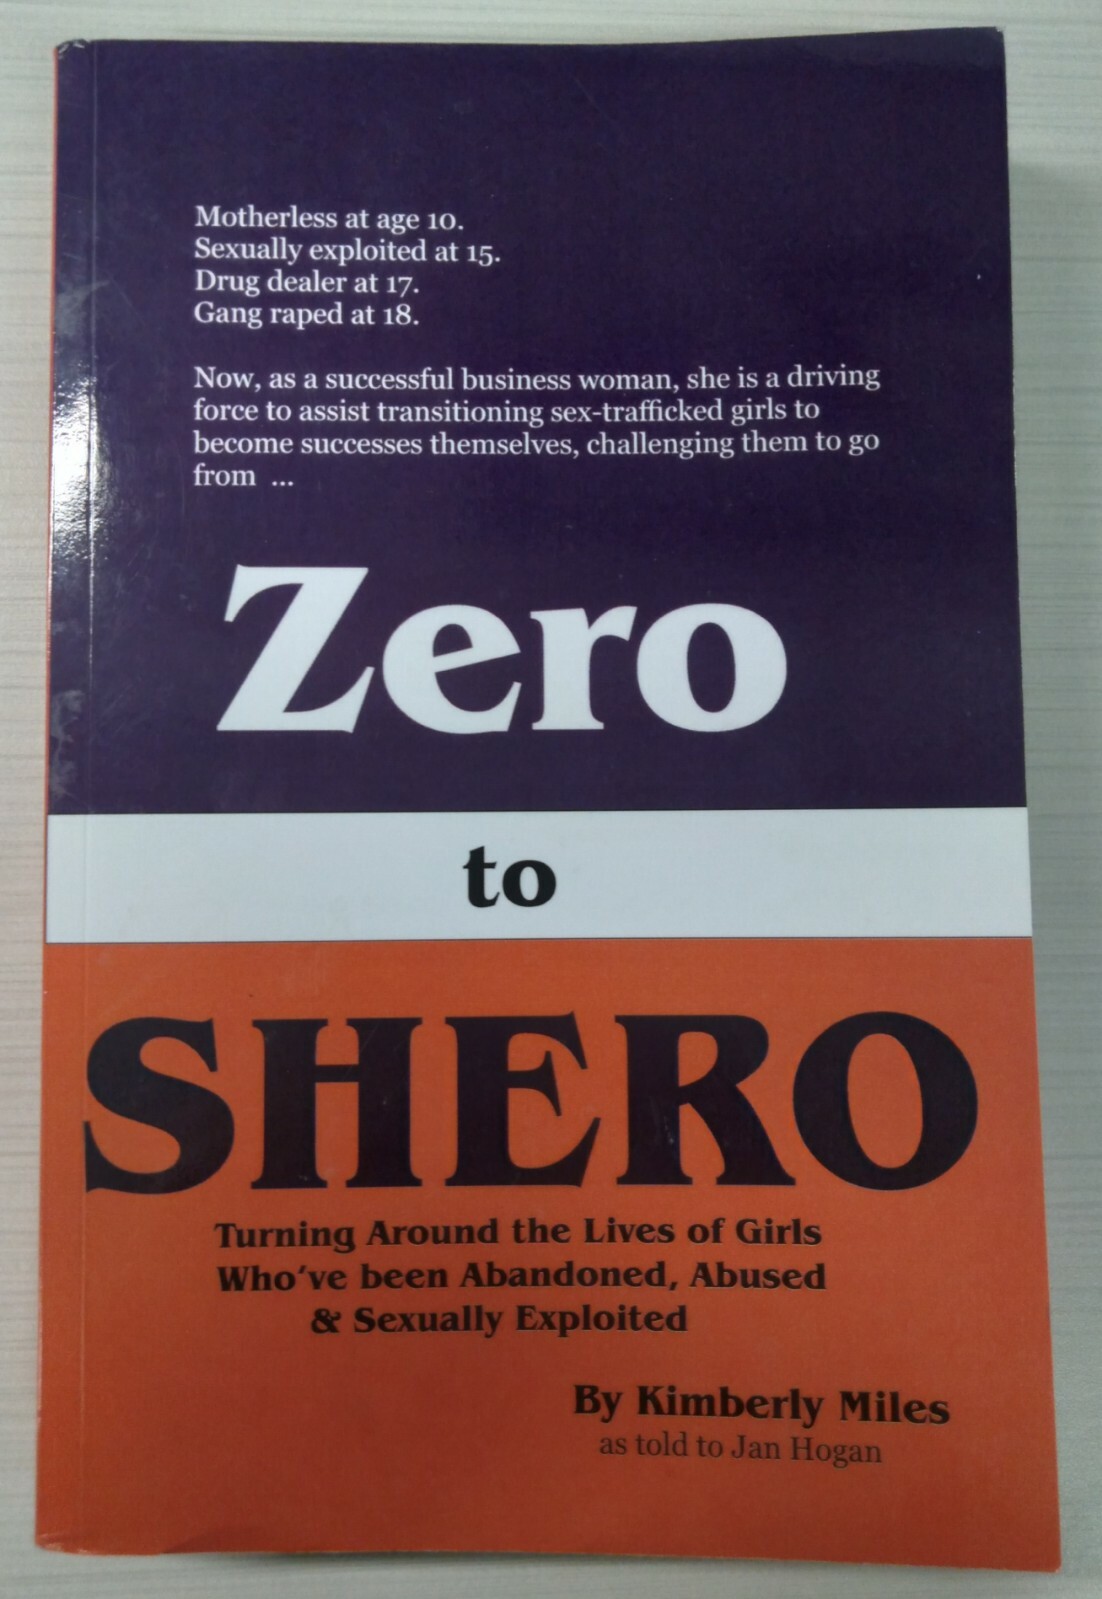 Motherless at age 10.
Sexually exploited at 15.
Drug dealer at 17.
Gang raped at 18.
Now, as a successful business woman, she is a driving
force to assist transitioning sex-trafficked girls to
become successes themselves, challenging them to go
from ...
Zero
to
SHERO
Turning Around the Lives of Girls
Who've been Abandoned, Abused
& Sexually Exploited
By Kimberly Miles
as told to Jan Hogan